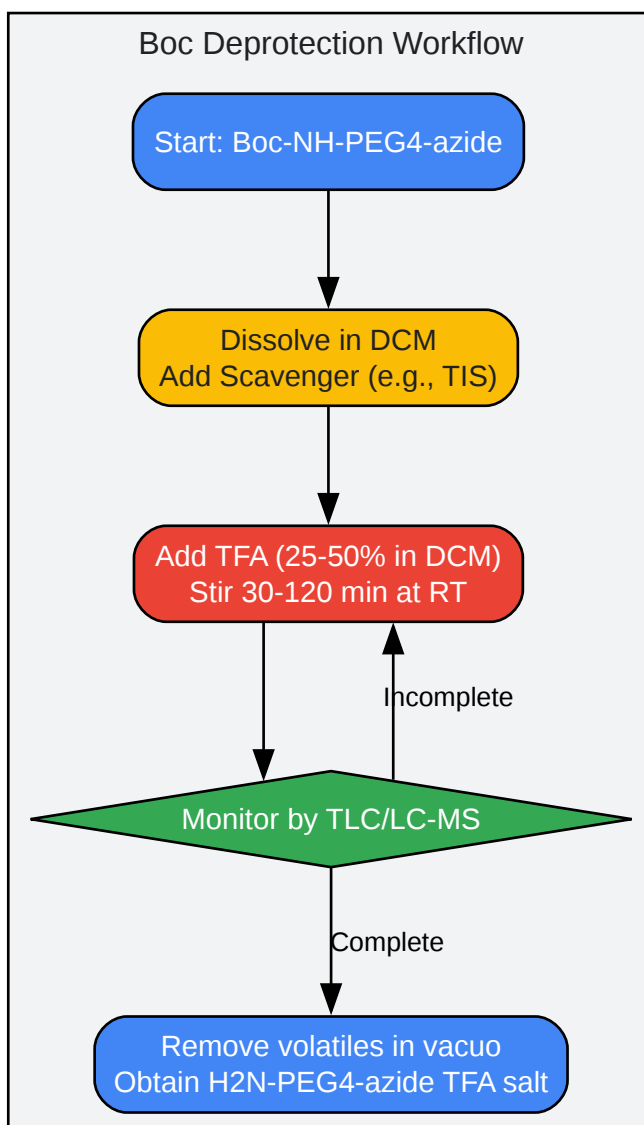 Boc Deprotection Workflow
Start: Boc-NH-PEG4-azide
Dissolve in DCM
Add Scavenger (e.g., TIS)
Add TFA (25-50% in DCM)
Stir 30-120 min at RT
Incomplete
Monitor by TLC/LC-MS
Complete
Remove volatiles in vacuo
Obtain H2N-PEG4-azide TFA salt